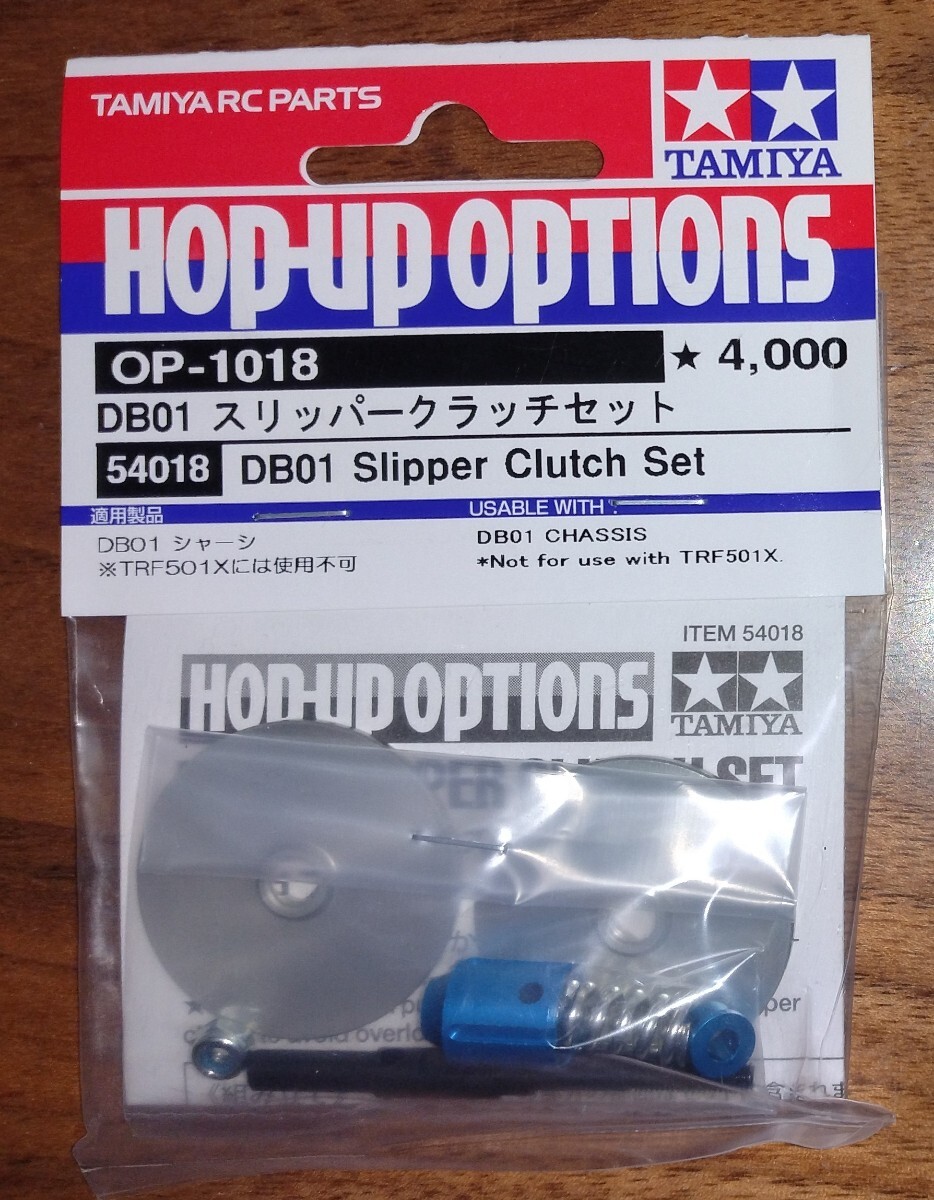 TAMIYA RC PARTS
TAMIYA
HOP-UP OPTIONS
OP-1018
★ 4,000
DB01 スリッパークラッチセット
54018 DB01 Slipper Clutch Set
適用製品
DB01 シャーシ
※TRF501Xには使用不可
USABLE WITH
DB01 CHASSIS
*Not for use with TRF501X.
ITEM 54018
HOP-UP OPTIONS
TAMIYA
SET
to avoid